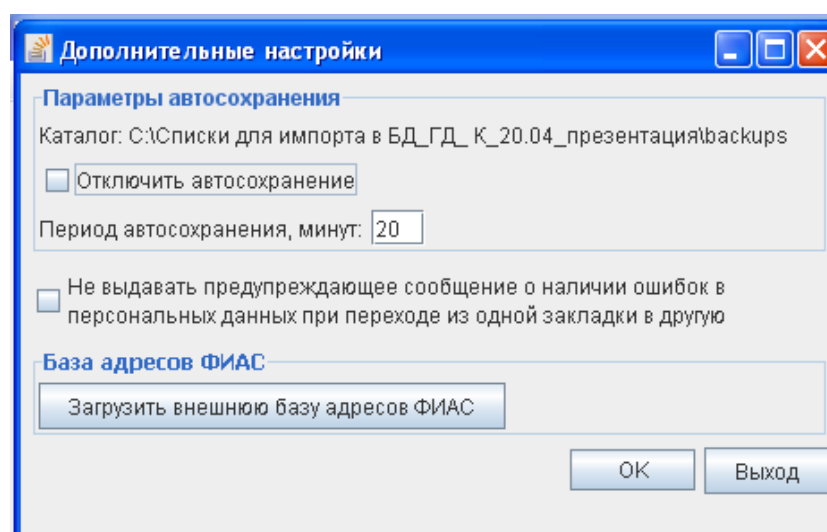 Дополнительные настройки
Параметры автосохранения
Каталог: C:\Списки для импорта в БД_ГД_ К_20.04_презентация\backups
Отключить автосохранение
Период автосохранения, минут: 20
Не выдавать предупреждающее сообщение о наличии ошибок в
персональных данных при переходе из одной закладки в другую
База адресов ФИАС
Загрузить внешнюю базу адресов ФИАС
OK Выход